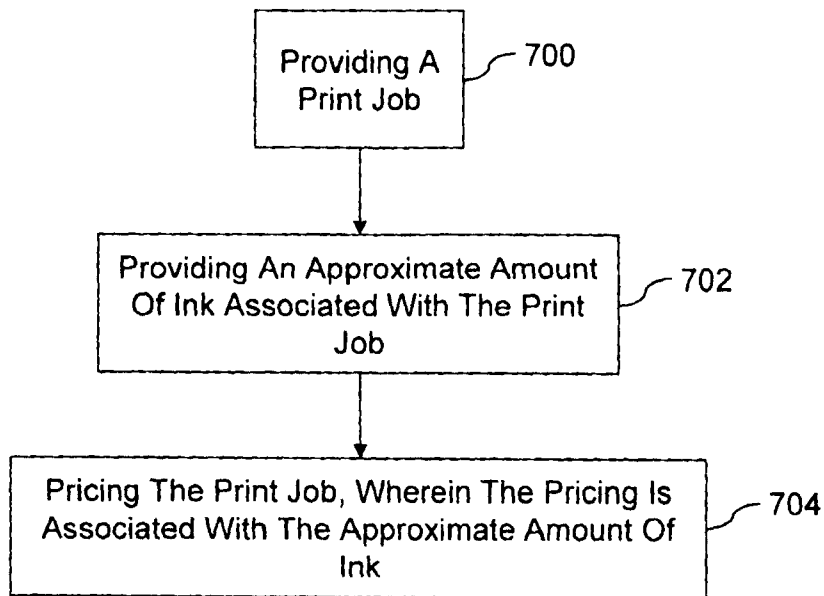 Providing A
Print Job
700
Providing An Approximate Amount
Of Ink Associated With The Print
Job
702
Pricing The Print Job, Wherein The Pricing Is
Associated With The Approximate Amount Of
Ink
704